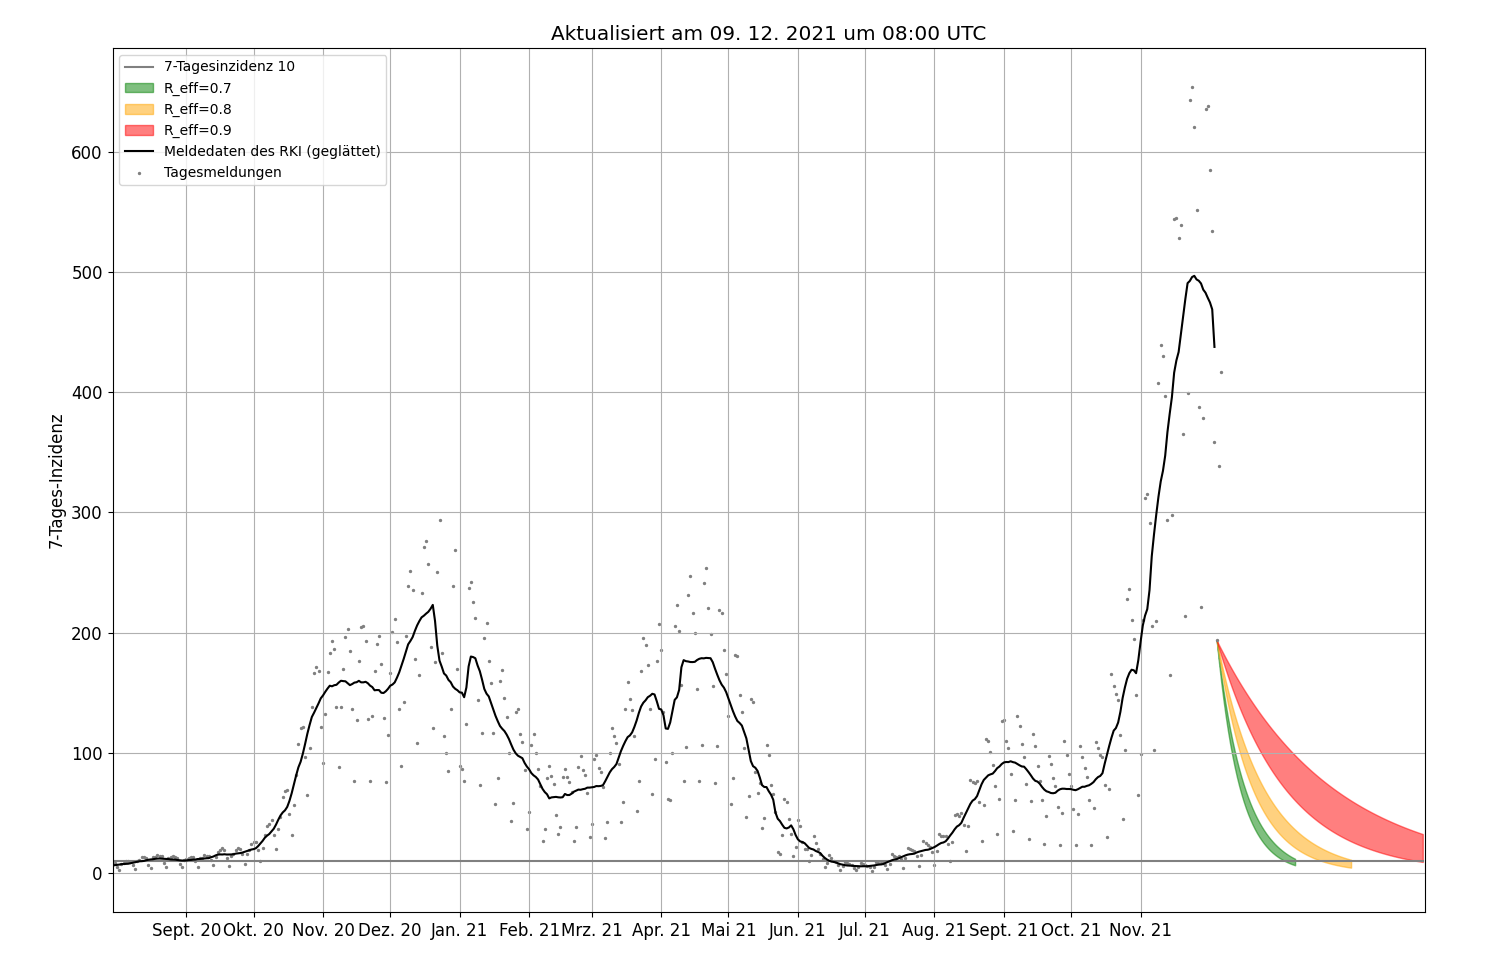 Aktualisiert am 09. 12. 2021 um 08:00 UTC
7-Tagesinzidenz 10
R_eff=0.7
R_eff=0.8
R_eff=0.9
Meldedaten des RKI (geglättet)
Tagesmeldungen
7-Tages-Inzidenz
600
500
400
300
200
100
0
Sept. 20 Okt. 20 Nov. 20 Dez. 20 Jan. 21 Feb. 21 Mrz. 21 Apr. 21 Mai 21 Jun. 21 Jul. 21 Aug. 21 Sept. 21 Oct. 21 Nov. 21